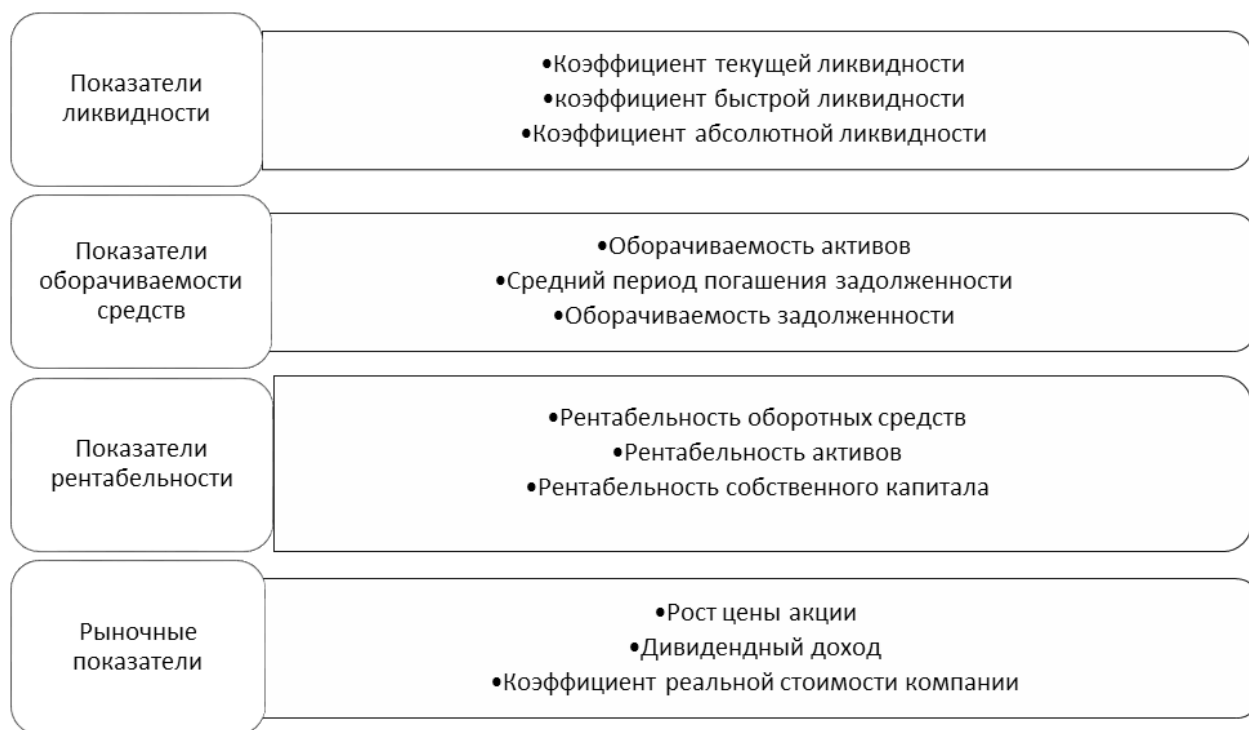 Показатели
ликвидности
•Коэффициент текущей ликвидности
•коэффициент быстрой ликвидности
•Коэффициент абсолютной ликвидности
Показатели
оборачиваемости
средств
•Оборачиваемость активов
•Средний период погашения задолженности
•Оборачиваемость задолженности
Показатели
рентабельности
•Рентабельность оборотных средств
•Рентабельность активов
•Рентабельность собственного капитала
Рыночные
показатели
•Рост цены акции
•Дивидендный доход
•Коэффициент реальной стоимости компании